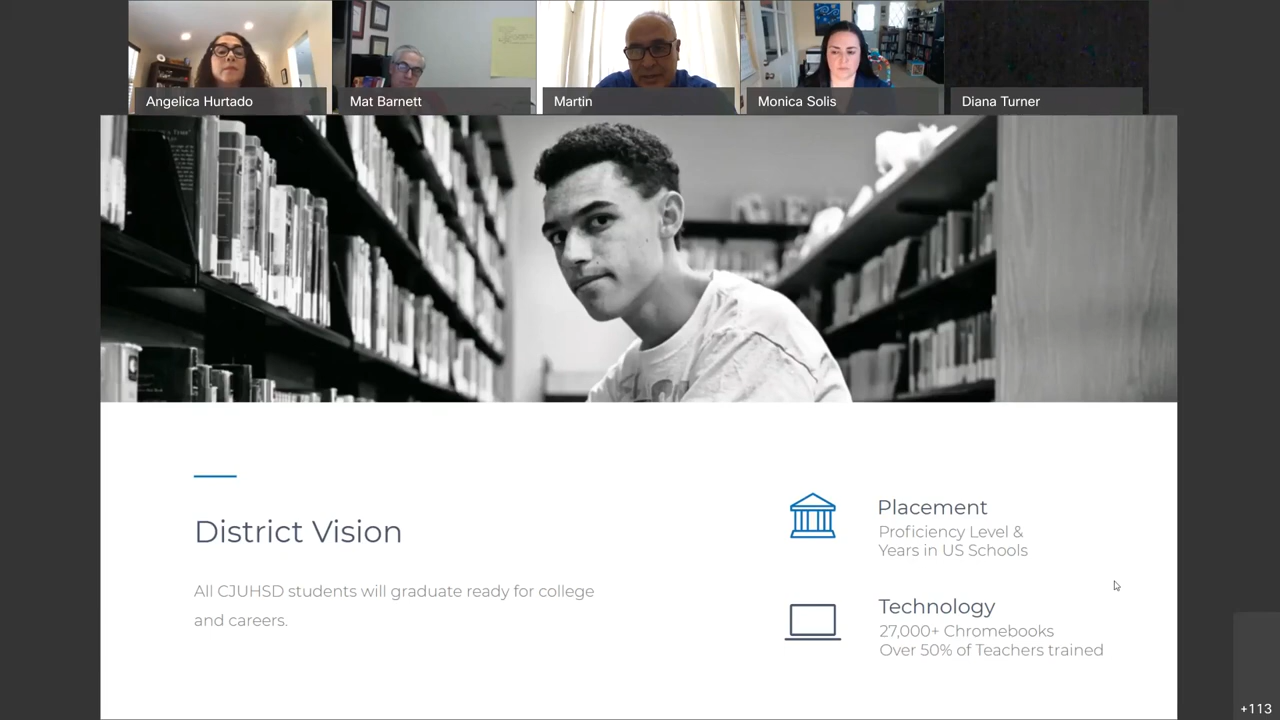 Angelica Hurtado
Mat Barnett
Martin
Monica Solis
Diana Turner
District Vision
All CJUHSD students will graduate ready for college
and careers.
Placement
Proficiency Level &
Years in US Schools
Technology
27,000+ Chromebooks
Over 50% of Teachers trained
+113